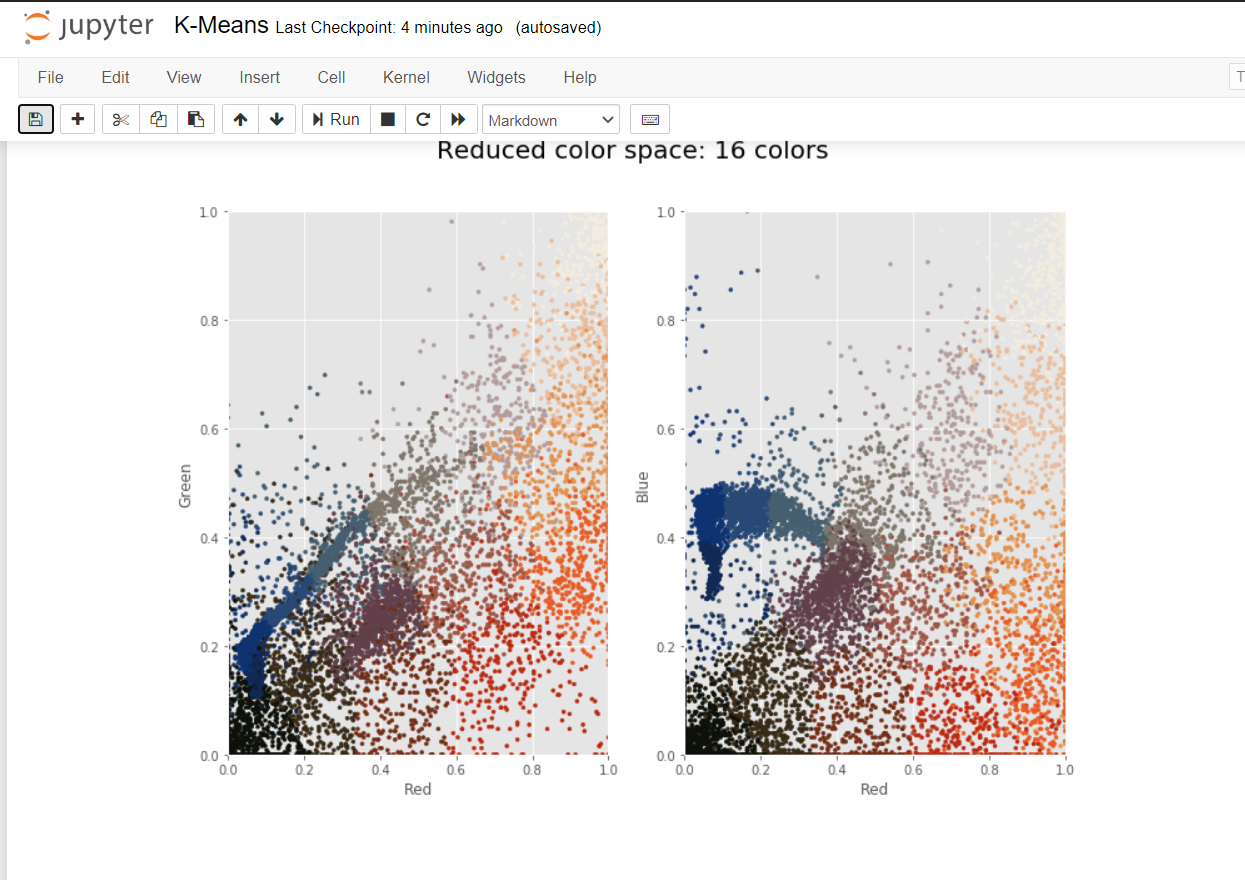 jupyter K-Means Last Checkpoint: 4 minutes ago (autosaved)
File Edit View Insert Cell Kernel Widgets Help T
Run Markdown
Reduced color space: 16 colors
1.0 1.0
0.8 0.8
0.6 0.6
Green Blue
0.4 0.4
0.2 0.2
0.0 0.0
0.0 0.2 0.4 0.6 0.8 1.0 0.0 0.2 0.4 0.6 0.8 1.0
Red Red